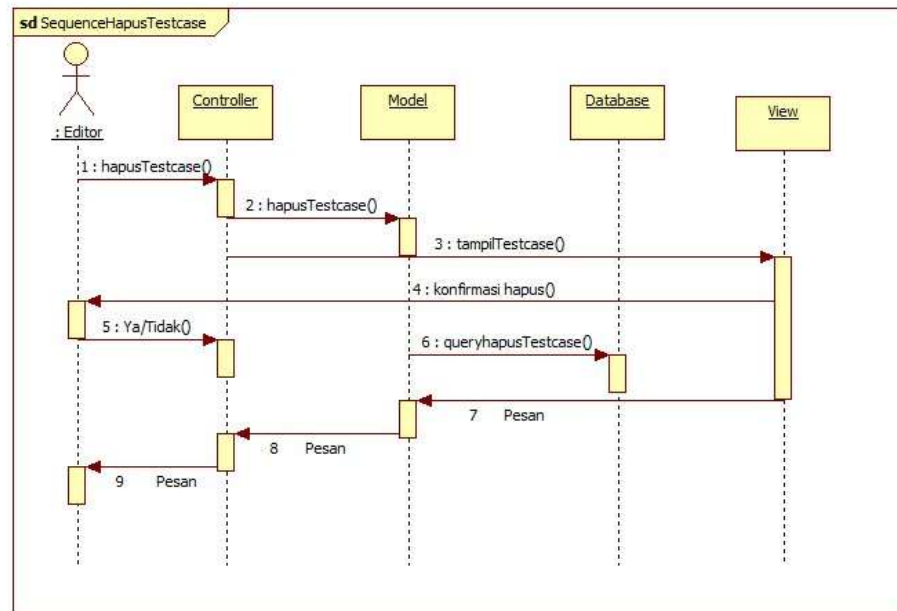 sd SequenceHapusTestcase
: Editor
Controller
Model
Database
View
1 : hapusTestcase()
2 : hapusTestcase()
3 : tampilTestcase()
4 : konfirmasi hapus()
5 : Ya/Tidak()
6 : queryhapusTestcase()
7 Pesan
8 Pesan
9 Pesan